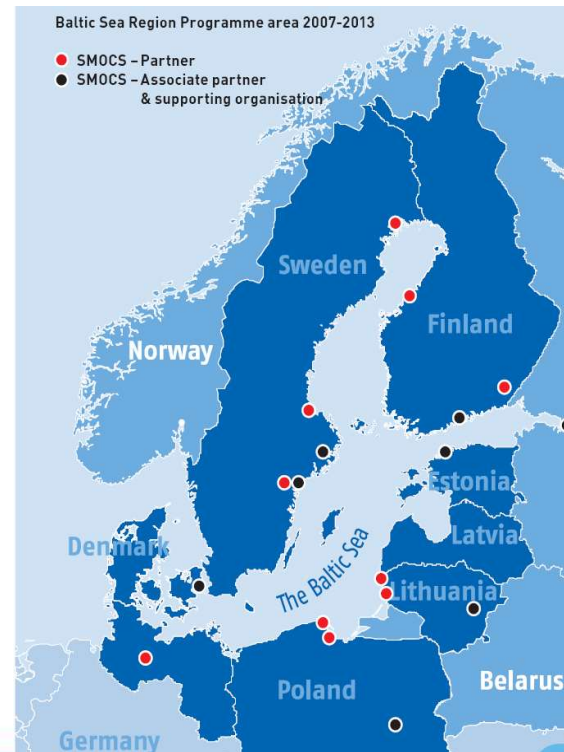 Baltic Sea Region Programme area 2007-2013
SMOCS – Partner
SMOCS – Associate partner
& supporting organisation
Sweden
Finland
Norway
Estonia
Denmark
Latvia
The Baltic Sea
Lithuania
Belarus
Poland
Germany